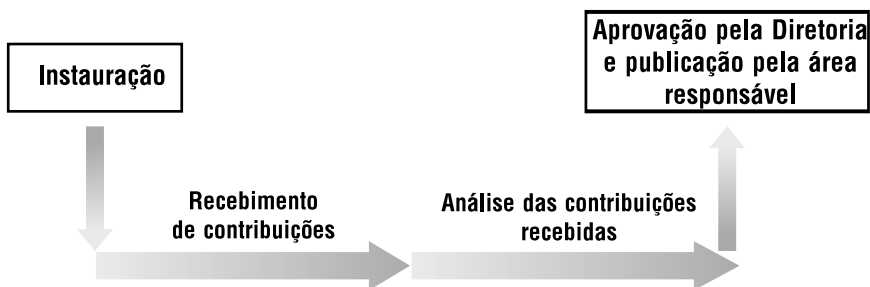 Instauração
Recebimento
de contribuições
Análise das contribuições
recebidas
Aprovação pela Diretoria
e publicação pela área
responsável